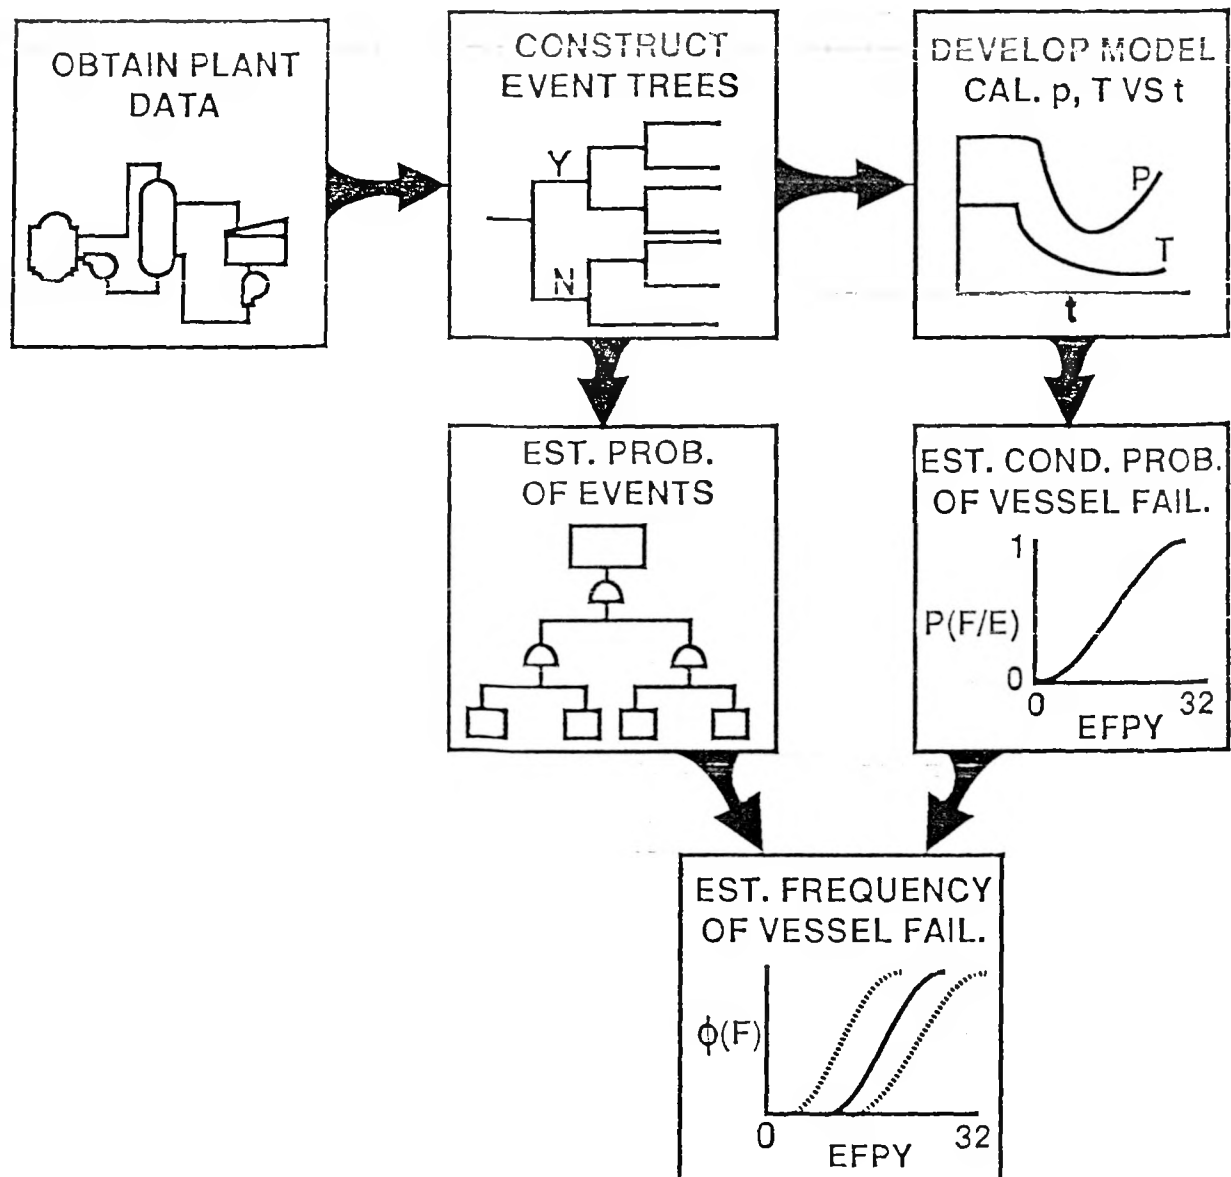 OBTAIN PLANT
DATA
CONSTRUCT
EVENT TREES
Y
N
DEVELOP MODEL
CAL. p, T VS t
P
T
t
EST. PROB.
OF EVENTS
EST. COND. PROB.
OF VESSEL FAIL.
1
P(F/E)
0
0 32
EFPY
EST. FREQUENCY
OF VESSEL FAIL.
ϕ(F)
0 32
EFPY